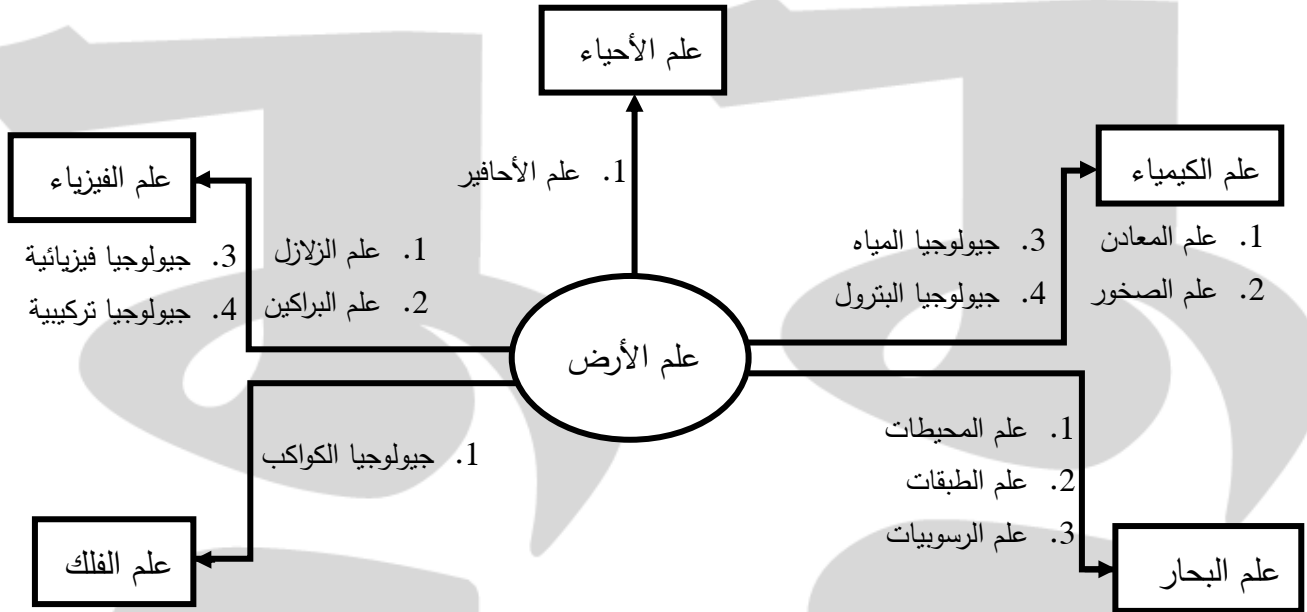 علم الأحياء
1. علم الأحافير
علم الكيمياء
1. علم المعادن
2. علم الصخور
3. جيولوجيا المياه
4. جيولوجيا البترول
علم الفيزياء
1. علم الزلازل
2. علم البراكين
3. جيولوجيا فيزيائية
4. جيولوجيا تركيبية
علم الأرض
1. علم المحيطات
2. علم الطبقات
3. علم الرسوبيات
علم البحار
1. جيولوجيا الكواكب
علم الفلك